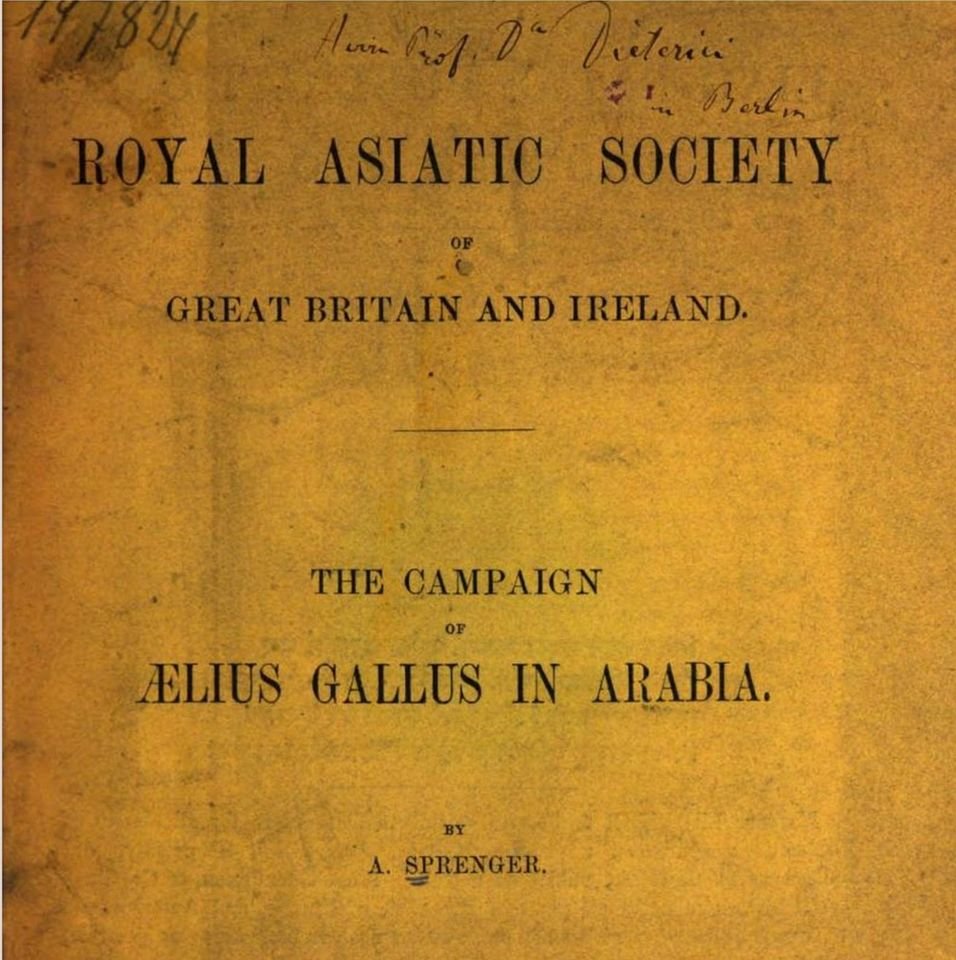 197827
Herrn Prof. Dr Dieterici
in Berlin
ROYAL ASIATIC SOCIETY
OF
GREAT BRITAIN AND IRELAND.
THE CAMPAIGN
OF
ÆLIUS GALLUS IN ARABIA.
BY
A. SPRENGER.